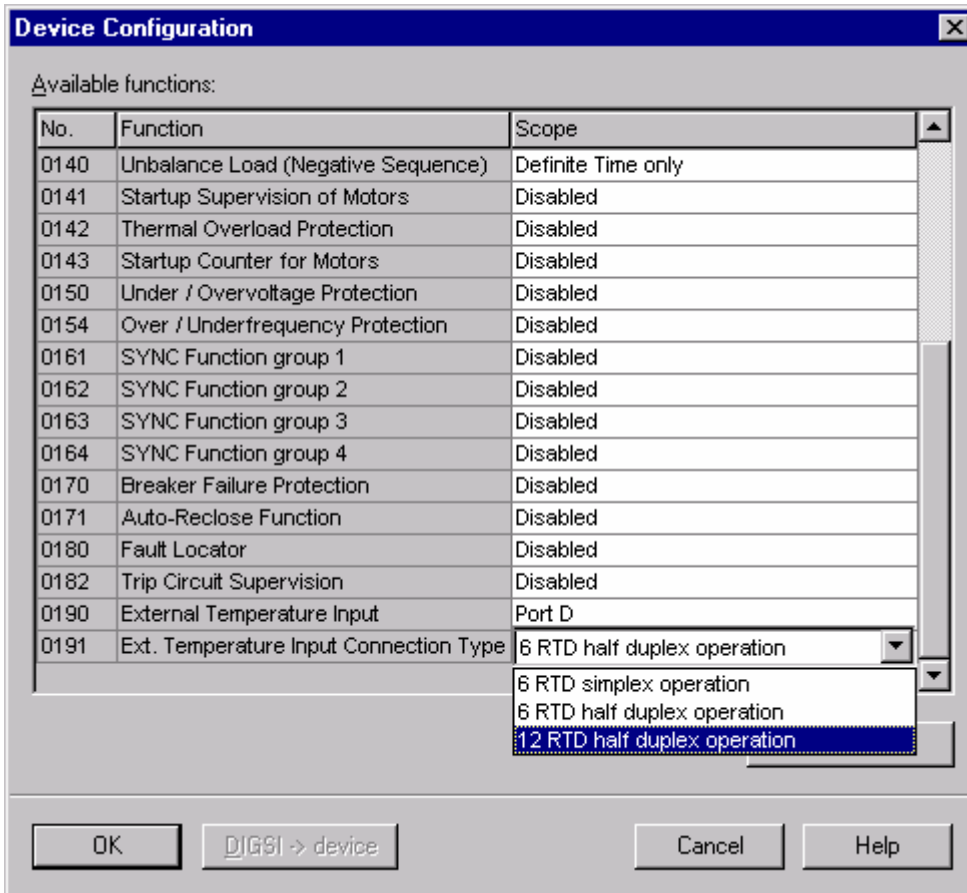 Device Configuration
Available functions:
No. Function Scope
0140 Unbalance Load (Negative Sequence) Definite Time only
0141 Startup Supervision of Motors Disabled
0142 Thermal Overload Protection Disabled
0143 Startup Counter for Motors Disabled
0150 Under / Overvoltage Protection Disabled
0154 Over / Underfrequency Protection Disabled
0161 SYNC Function group 1 Disabled
0162 SYNC Function group 2 Disabled
0163 SYNC Function group 3 Disabled
0164 SYNC Function group 4 Disabled
0170 Breaker Failure Protection Disabled
0171 Auto-Reclose Function Disabled
0180 Fault Locator Disabled
0182 Trip Circuit Supervision Disabled
0190 External Temperature Input Port D
0191 Ext. Temperature Input Connection Type 6 RTD half duplex operation
6 RTD simplex operation
6 RTD half duplex operation
12 RTD half duplex operation
OK DIGSI -> device Cancel Help